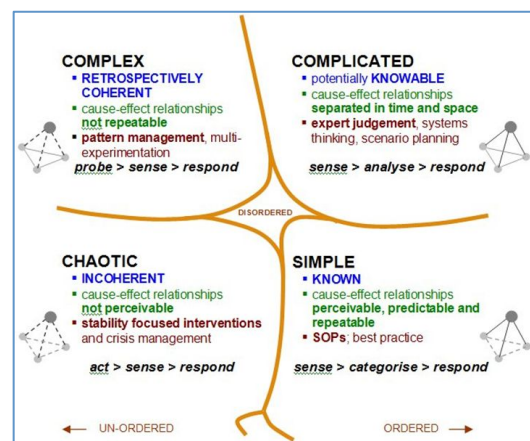 COMPLEX
▪ RETROSPECTIVELY
COHERENT
▪ cause-effect relationships
not repeatable
▪ pattern management, multi-
experimentation
probe > sense > respond
COMPLICATED
▪ potentially KNOWABLE
▪ cause-effect relationships
separated in time and space
▪ expert judgement, systems
thinking, scenario planning
sense > analyse > respond
DISORDERED
CHAOTIC
▪ INCOHERENT
▪ cause-effect relationships
not perceivable
▪ stability focused interventions
and crisis management
act > sense > respond
SIMPLE
▪ KNOWN
▪ cause-effect relationships
perceivable, predictable and
repeatable
▪ SOPs; best practice
sense > categorise > respond
UN-ORDERED
ORDERED